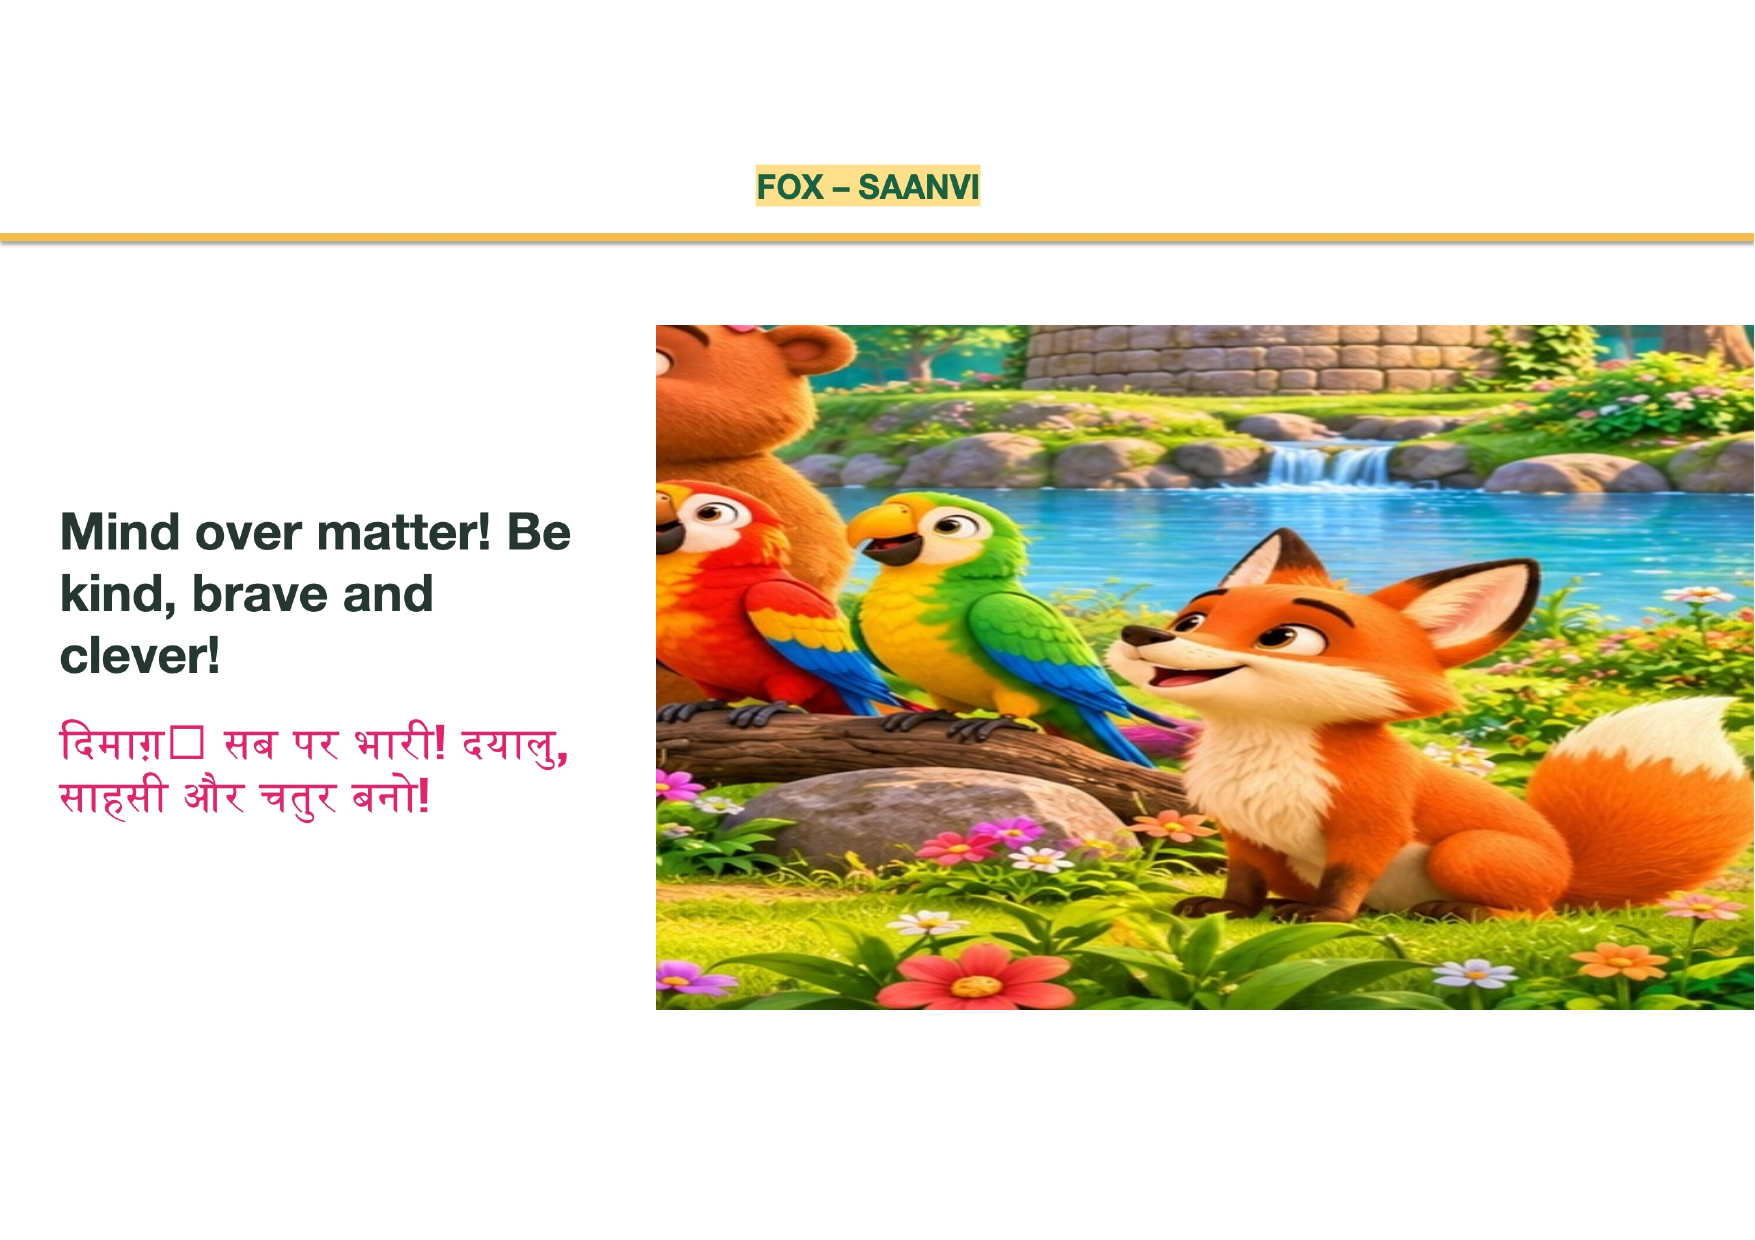 FOX – SAANVI
Mind over matter! Be
kind, brave and
clever!
दिमाग़□ सब पर भारी! दयालु,
साहसी और चतुर बनो!